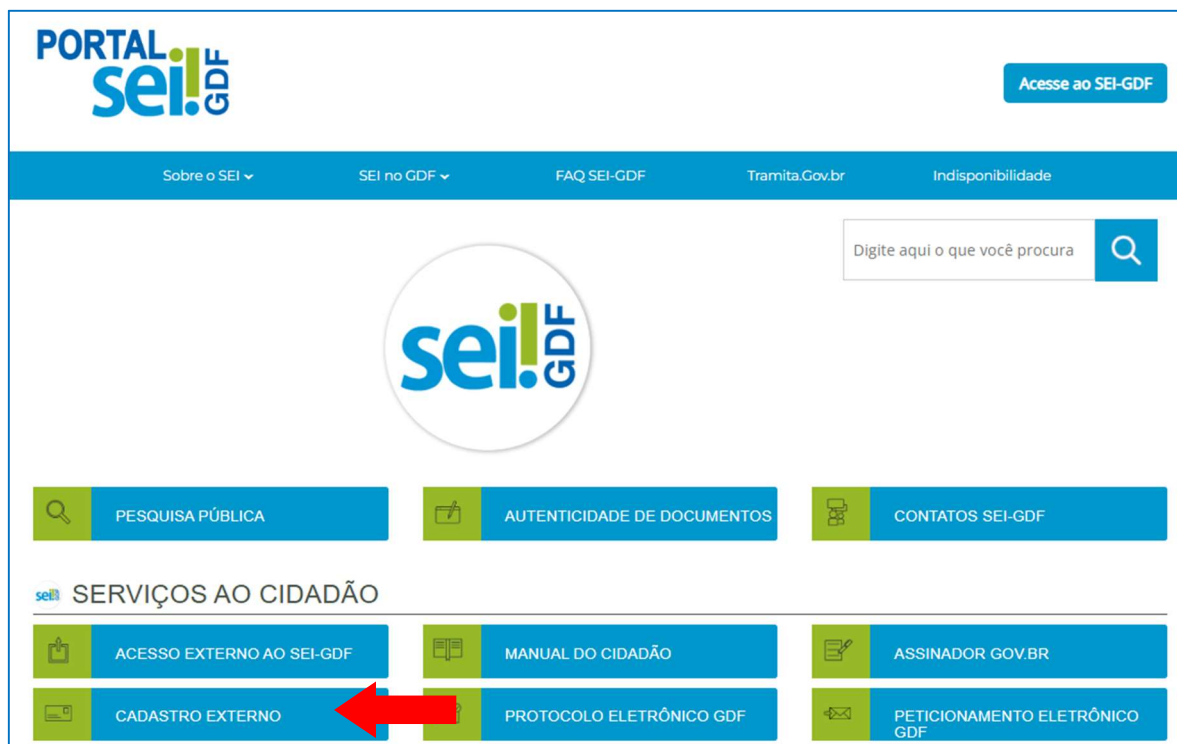 PORTAL
sei! GDF
Acesse ao SEI-GDF
Sobre o SEI
SEI no GDF
FAQ SEI-GDF
Tramita.Gov.br
Indisponibilidade
Digite aqui o que você procura
sei! GDF
PESQUISA PÚBLICA
AUTENTICIDADE DE DOCUMENTOS
CONTATOS SEI-GDF
sei! SERVIÇOS AO CIDADÃO
ACESSO EXTERNO AO SEI-GDF
MANUAL DO CIDADÃO
ASSINADOR GOV.BR
CADASTRO EXTERNO
PROTOCOLO ELETRÔNICO GDF
PETICIONAMENTO ELETRÔNICO
GDF